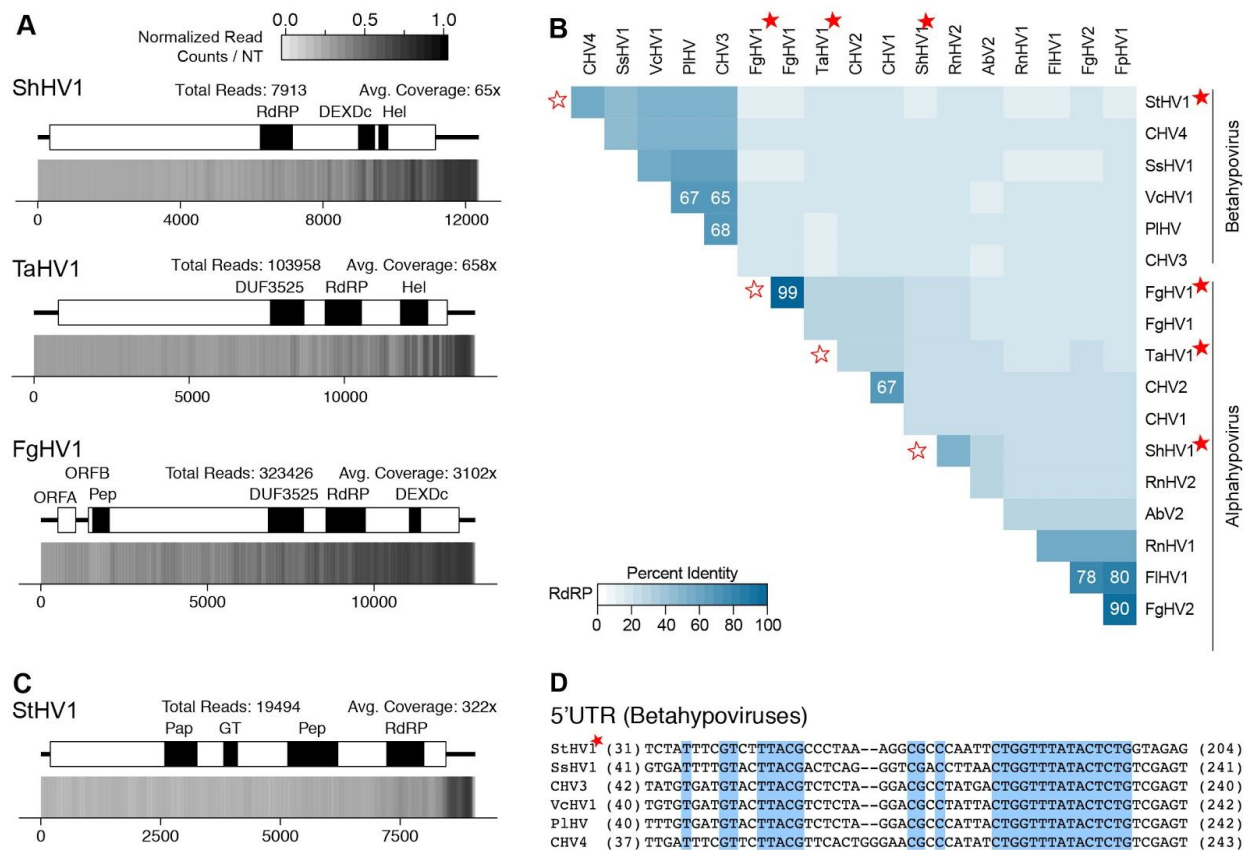 A
0.0 0.5 1.0
Normalized Read
Counts / NT
ShHV1
Total Reads: 7913 Avg. Coverage: 65x
RdRP DEXDc Hel
0 4000 8000 12000
TaHV1
Total Reads: 103958 Avg. Coverage: 658x
DUF3525 RdRP Hel
0 5000 10000
FgHV1
ORFB Total Reads: 323426 Avg. Coverage: 3102x
ORFA Pep DUF3525 RdRP DEXDc
0 5000 10000
B
CHV4 SsHV1 VcHV1 PlHV CHV3 FgHV1 FgHV1 TaHV1 CHV2 CHV1 ShHV1 RnHV2 AbV2 RnHV1 FlHV1 FgHV2 FpHV1
StHV1
CHV4
SsHV1
67 65 VcHV1
68 PlHV
CHV3
99 FgHV1
FgHV1
TaHV1
67 CHV2
CHV1
ShHV1
RnHV2
AbV2
RnHV1
78 80 FlHV1
90 FgHV2
Betahypovirus
Alphahypovirus
Percent Identity
RdRP
0 20 40 60 80 100
C
StHV1
Total Reads: 19494 Avg. Coverage: 322x
Pap GT Pep RdRP
0 2500 5000 7500
D
5'UTR (Betahypoviruses)
StHV1 (31) TCTATTTCGTCTTTACGCCCTAA--AGGCGCCCAATTCTGGTTTATACTCTGGTAGAG (204)
SsHV1 (41) GTGATTTTGTACTTACGACTCAG---GGTCGACCTTAACTGGTTTATACTCTGTCGAGT (241)
CHV3 (42) TATGTGATGTACTTACGTCTCTA---GGACGCCTATGACTGGTTTATACTCTGTCGAGT (240)
VcHV1 (40) TGTGTGATGTACTTACGTCTCTA---GGACGCCTATTACTGGTTTATACTCTGTCGAGT (242)
PlHV (40) TTTGTGATGTACTTACGTCTCTA---GGACGCCCATTACTGGTTTATACTCTGTCGAGT (242)
CHV4 (37) TTGATTTCGTTCTTACGTTCACTGGGAACGCCCATATCTGGTTTATACTCTGTCGAGT (243)